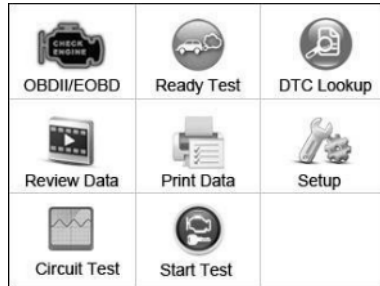 CHECK
ENGINE
OBDII/EOBD
Ready Test
DTC Lookup
Review Data
Print Data
Setup
Circuit Test
Start Test